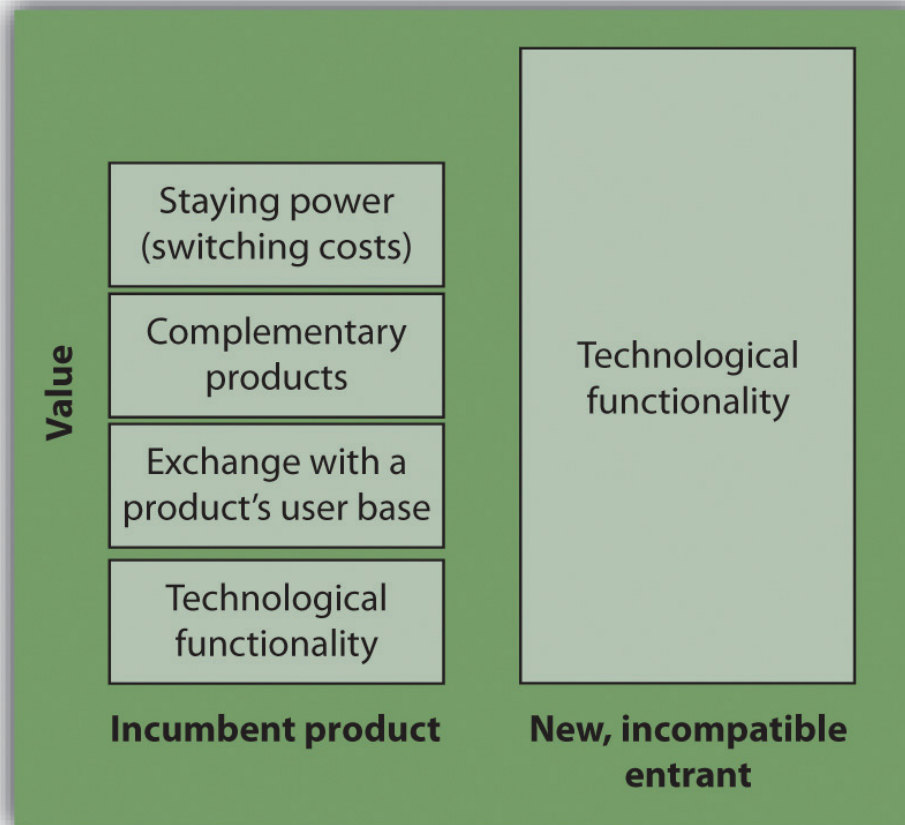 Value
Staying power
(switching costs)
Complementary
products
Exchange with a
product's user base
Technological
functionality
Incumbent product
Technological
functionality
New, incompatible
entrant